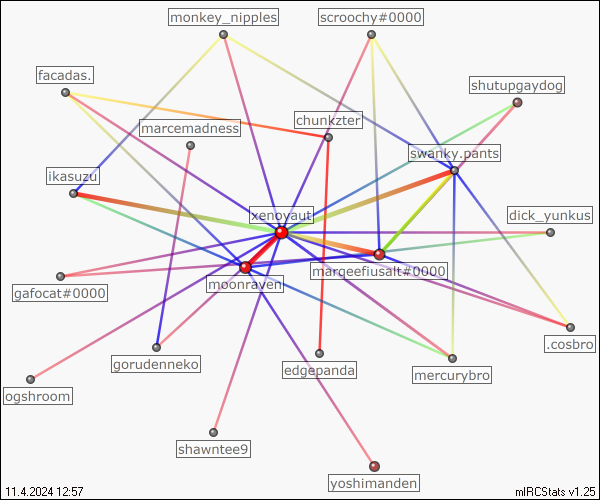 monkey_nipples
scroochy#0000
facadas.
shutupgaydog
chunkzter
marcemadness
swanky.pants
ikasuzu
xenoyaut
dick_yunkus
marqeefiusalt#0000
moonraven
gafocat#0000
.cosbro
gorudenneko
edgepanda
mercurybro
ogshroom
shawntee9
yoshimanden
11.4.2024 12:57
mIRCStats v1.25